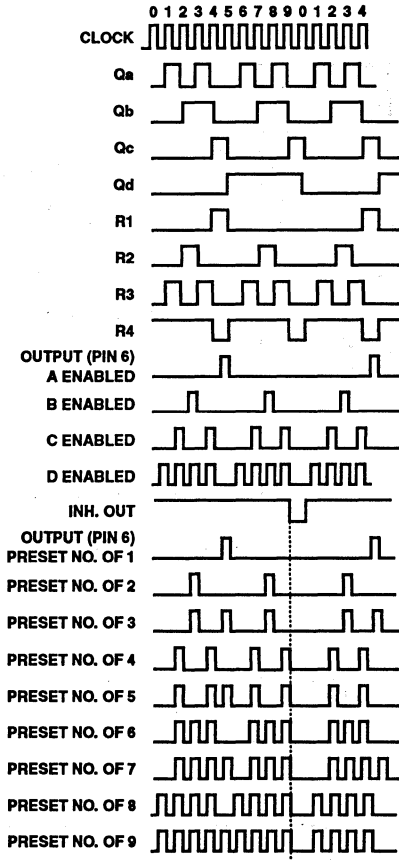 0 1 2 3 4 5 6 7 8 9 0 1 2 3 4
CLOCK
Qa
Qb
Qc
Qd
R1
R2
R3
R4
OUTPUT (PIN 6)
A ENABLED
B ENABLED
C ENABLED
D ENABLED
INH. OUT
OUTPUT (PIN 6)
PRESET NO. OF 1
PRESET NO. OF 2
PRESET NO. OF 3
PRESET NO. OF 4
PRESET NO. OF 5
PRESET NO. OF 6
PRESET NO. OF 7
PRESET NO. OF 8
PRESET NO. OF 9